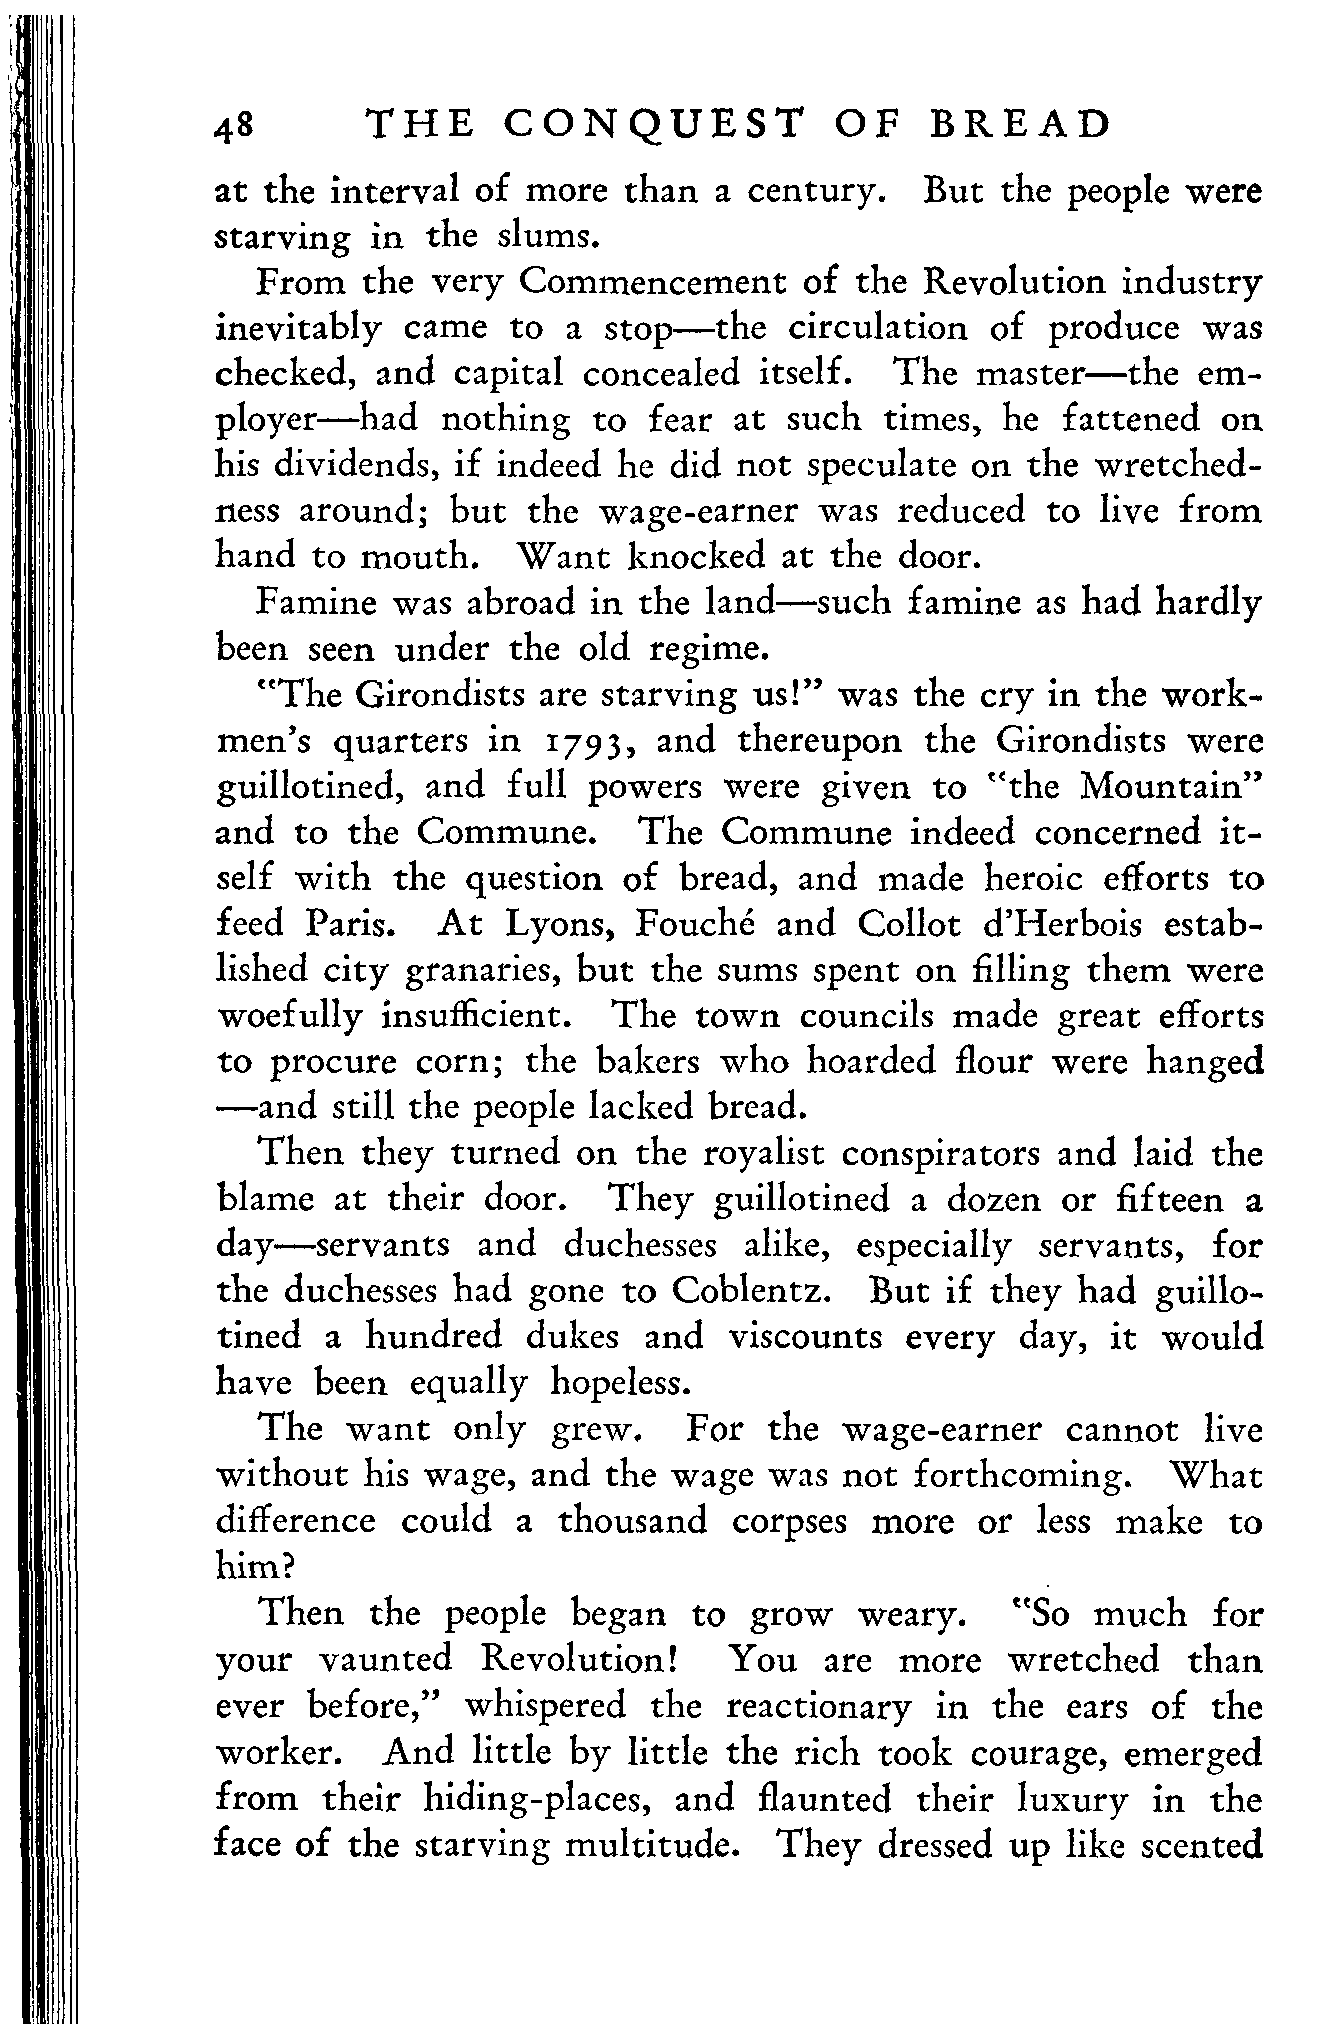 48 THE CONQUEST OF BREAD
at the interval of more than a century. But the people were
starving in the slums.
From the very Commencement of the Revolution industry
inevitably came to a stop—the circulation of produce was
checked, and capital concealed itself. The master—the em-
ployer—had nothing to fear at such times, he fattened on
his dividends, if indeed he did not speculate on the wretched-
ness around; but the wage-earner was reduced to live from
hand to mouth. Want knocked at the door.
Famine was abroad in the land—such famine as had hardly
been seen under the old regime.
"The Girondists are starving us!" was the cry in the work-
men's quarters in 1793, and thereupon the Girondists were
guillotined, and full powers were given to "the Mountain"
and to the Commune. The Commune indeed concerned it-
self with the question of bread, and made heroic efforts to
feed Paris. At Lyons, Fouché and Collot d'Herbois estab-
lished city granaries, but the sums spent on filling them were
woefully insufficient. The town councils made great efforts
to procure corn; the bakers who hoarded flour were hanged
—and still the people lacked bread.
Then they turned on the royalist conspirators and laid the
blame at their door. They guillotined a dozen or fifteen a
day—servants and duchesses alike, especially servants, for
the duchesses had gone to Coblentz. But if they had guillo-
tined a hundred dukes and viscounts every day, it would
have been equally hopeless.
The want only grew. For the wage-earner cannot live
without his wage, and the wage was not forthcoming. What
difference could a thousand corpses more or less make to
him?
Then the people began to grow weary. "So much for
your vaunted Revolution! You are more wretched than
ever before," whispered the reactionary in the ears of the
worker. And little by little the rich took courage, emerged
from their hiding-places, and flaunted their luxury in the
face of the starving multitude. They dressed up like scented